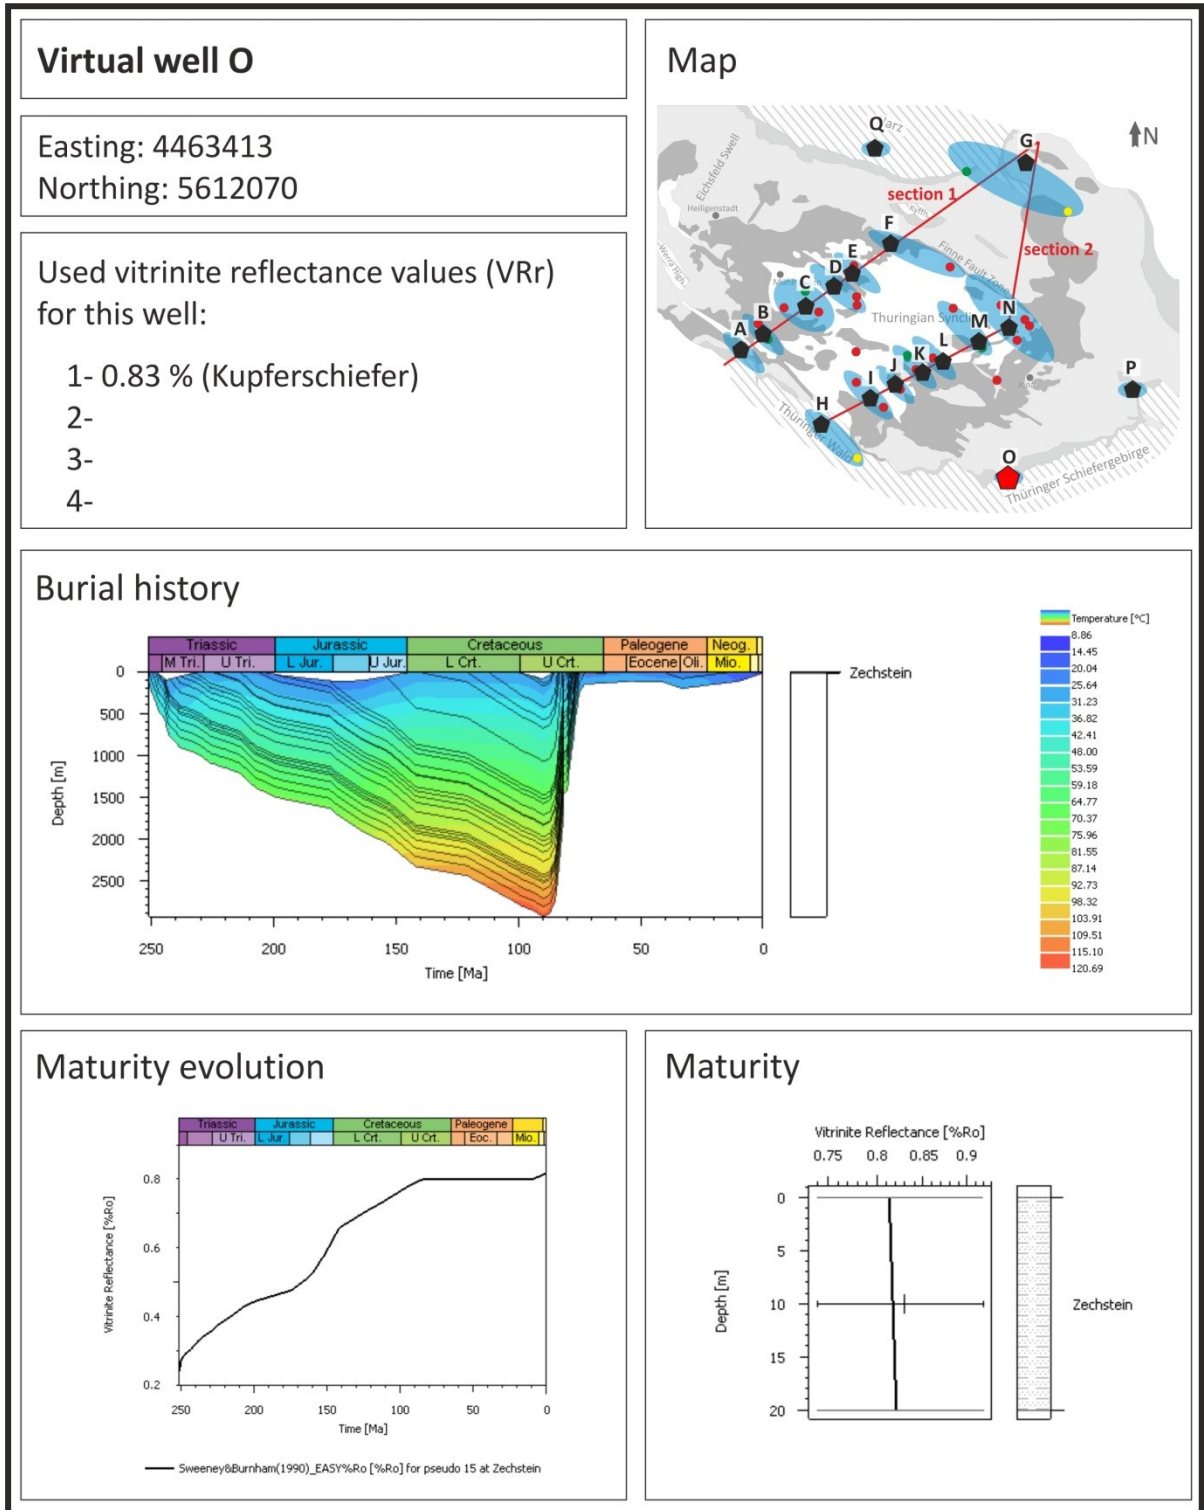 Virtual well O
Easting: 4463413
Northing: 5612070
Used vitrinite reflectance values (VRr)
for this well:
1- 0.83 % (Kupferschiefer)
2-
3-
4-
Map
N
Q
G
Eichsfeld Swell
Heiligenstadt
section 1
Werra High
F
Finne Fault Zone
section 2
E
D
C
B
A
Thuringian Syncl
N
M
L
K
J
I
H
P
Thüringer Wald
O
Thüringer Schiefergebirge
Burial history
Triassic Jurassic Cretaceous Paleogene Neog.
M Tri. U Tri. L Jur. U Jur. L Crt. U Crt. Eocene Oli. Mio.
Depth [m]
0
500
1000
1500
2000
2500
250 200 150 100 50 0
Time [Ma]
Zechstein
Temperature [°C]
8.86
14.45
20.04
25.64
31.23
36.82
42.41
48.00
53.59
59.18
64.77
70.37
75.96
81.55
87.14
92.73
98.32
103.91
109.51
115.10
120.69
Maturity evolution
Triassic Jurassic Cretaceous Paleogene
U Tri. L Jur. L Crt. U Crt. Eoc. Mio.
Vitrinite Reflectance [%Ro]
0.8
0.6
0.4
0.2
250 200 150 100 50 0
Time [Ma]
Sweeney&Burnham(1990)_EASY%Ro [%Ro] for pseudo 15 at Zechstein
Maturity
Vitrinite Reflectance [%Ro]
0.75 0.8 0.85 0.9
Depth [m]
0
5
10
15
20
Zechstein